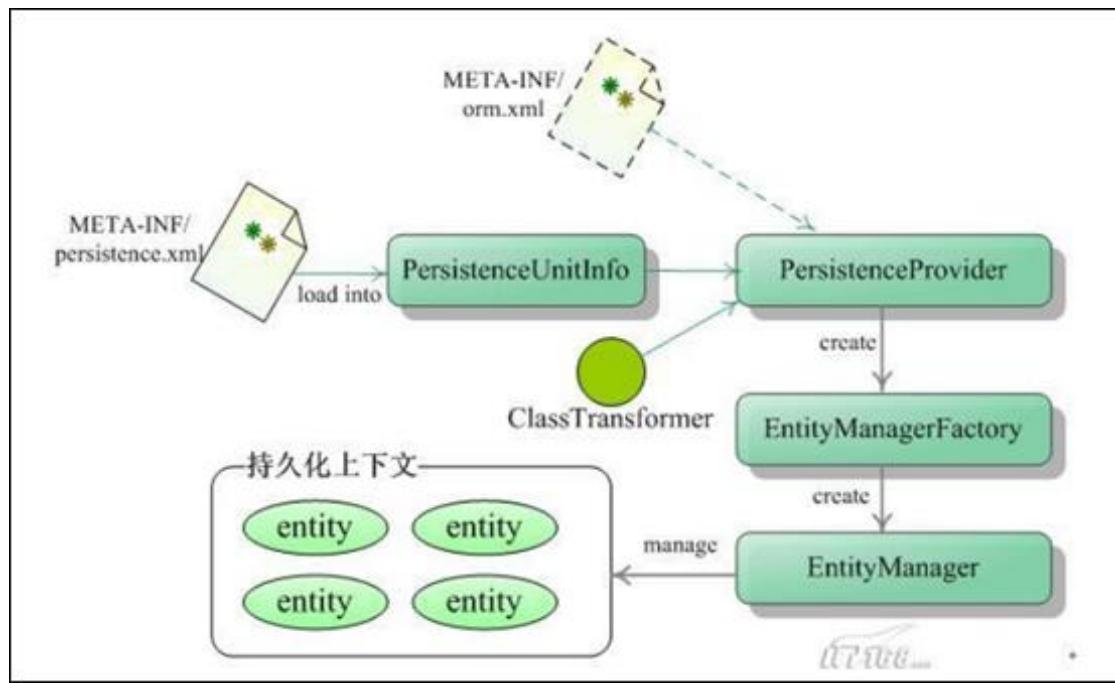 META-INF/
orm.xml
META-INF/
persistence.xml
load into
PersistenceUnitInfo
PersistenceProvider
create
ClassTransformer
EntityManagerFactory
持久化上下文
create
entity
entity
manage
EntityManager
entity
entity